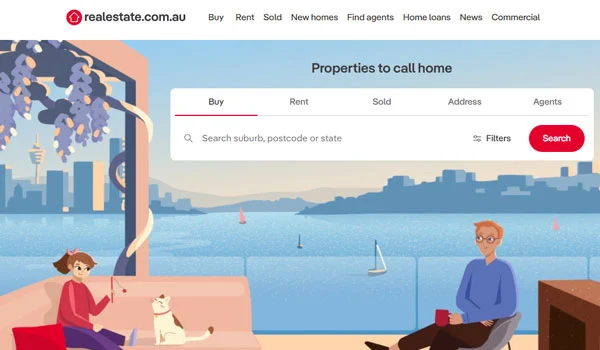 realestate.com.au Buy Rent Sold New homes Find agents Home loans News Commercial
Properties to call home
Buy Rent Sold Address Agents
Search suburb, postcode or state Filters Search